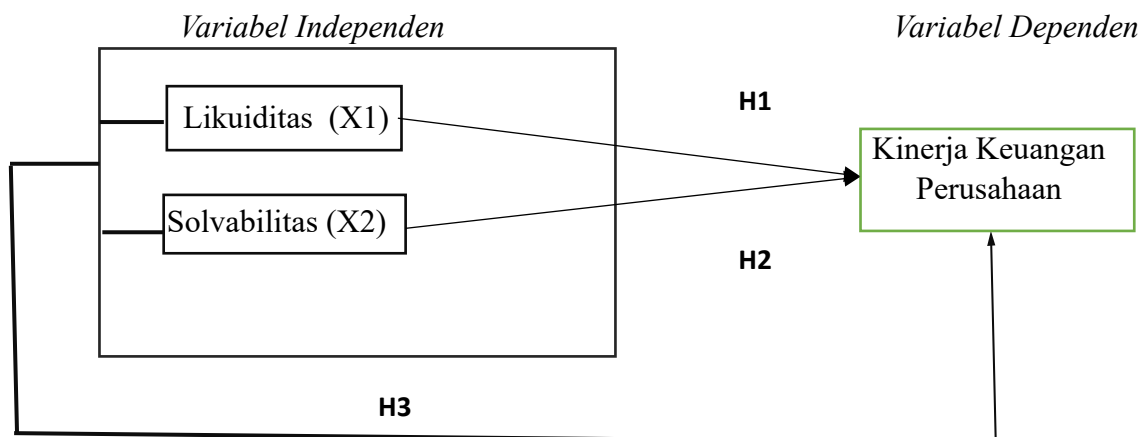 Variabel Independen
Variabel Dependen
H1
Likuiditas (X1)
Kinerja Keuangan
Perusahaan
Solvabilitas (X2)
H2
H3